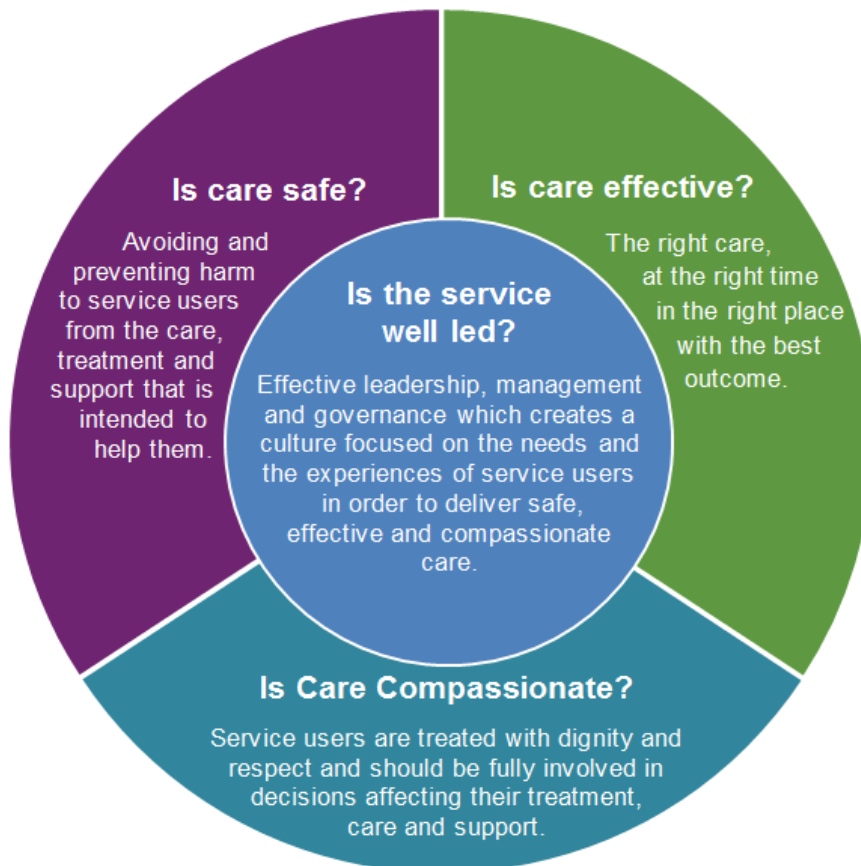 Is care safe?
Avoiding and
preventing harm
to service users
from the care,
treatment and
support that is
intended to
help them.
Is care effective?
The right care,
at the right time
in the right place
with the best
outcome.
Is the service
well led?
Effective leadership, management
and governance which creates a
culture focused on the needs and
the experiences of service users
in order to deliver safe,
effective and compassionate
care.
Is Care Compassionate?
Service users are treated with dignity and
respect and should be fully involved in
decisions affecting their treatment,
care and support.